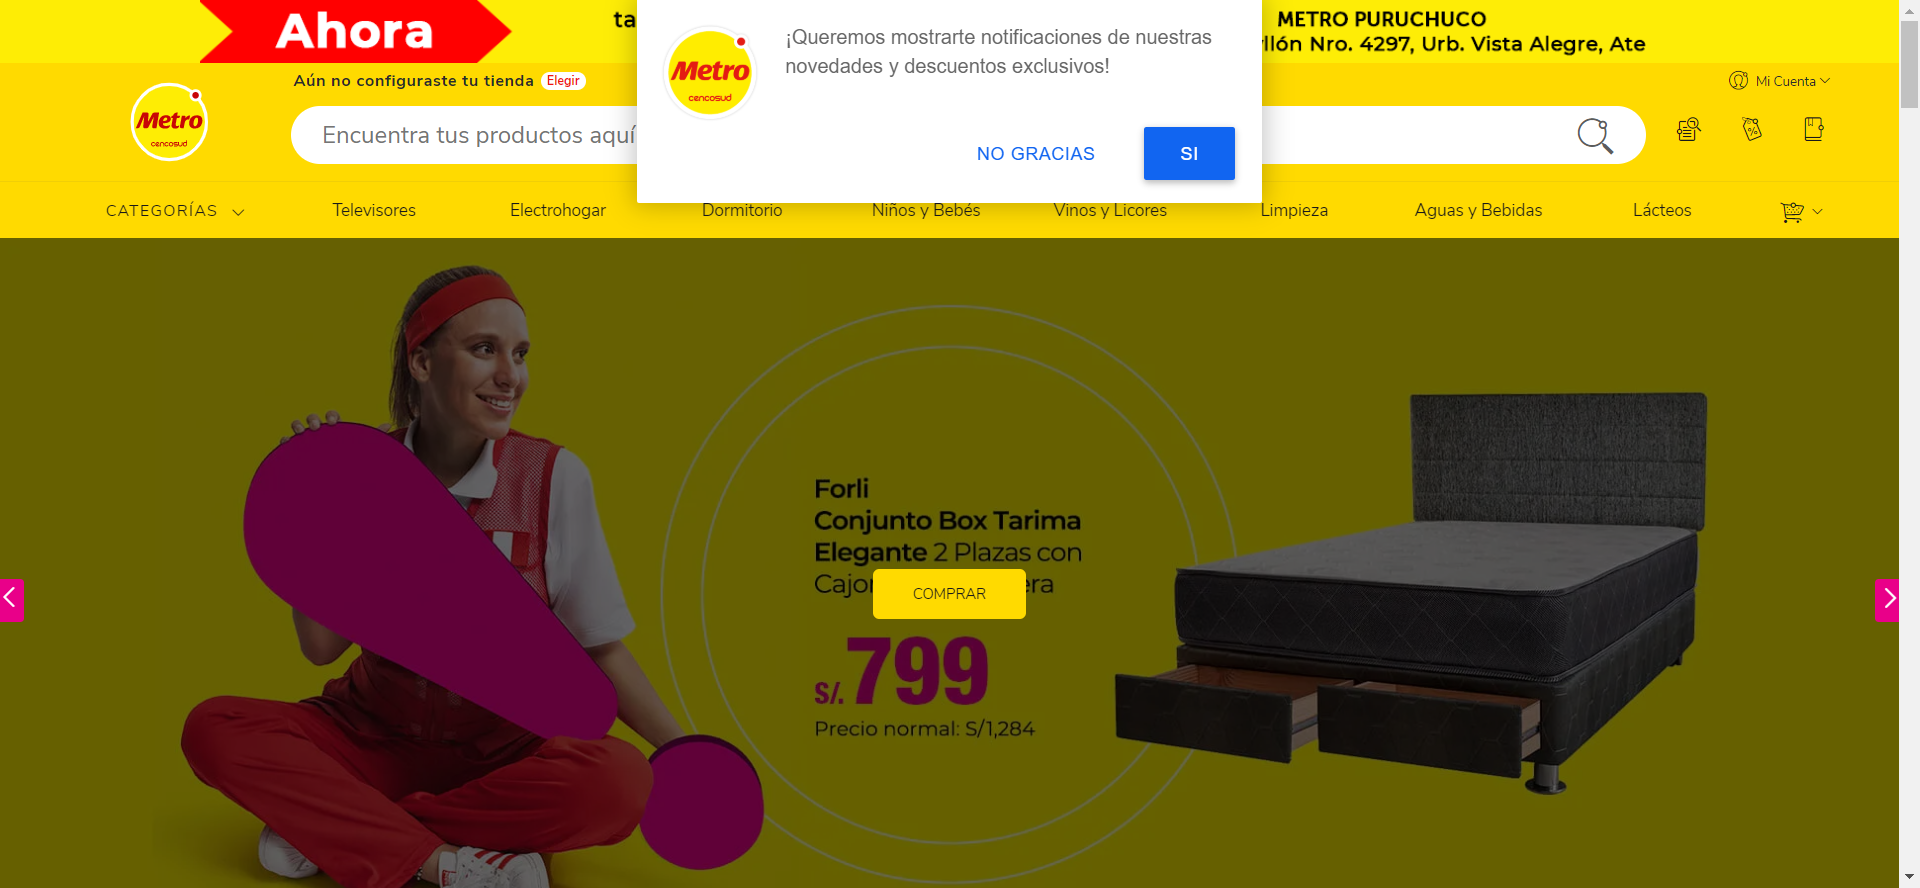 Ahora
ta
METRO PURUCHUCO
llón Nro. 4297, Urb. Vista Alegre, Ate
¡Queremos mostrarte notificaciones de nuestras
novedades y descuentos exclusivos!
NO GRACIAS
SI
Metro
cencosud
Aún no configuraste tu tienda
Elegir
Mi Cuenta
Metro
cencosud
Encuentra tus productos aquí
CATEGORÍAS
Televisores
Electrohogar
Dormitorio
Niños y Bebés
Vinos y Licores
Limpieza
Aguas y Bebidas
Lácteos
Forli
Conjunto Box Tarima
Elegante 2 Plazas con
Cajo
era
COMPRAR
S/.799
Precio normal: S/1,284